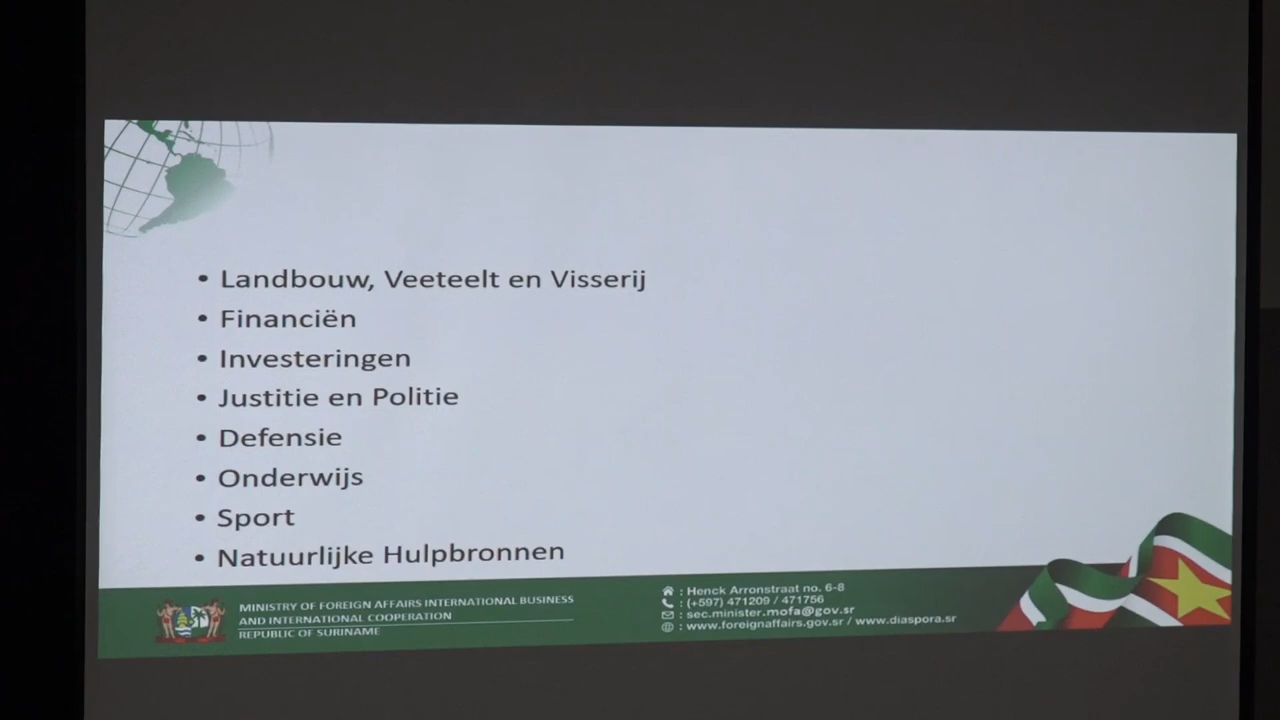 • Landbouw, Veeteelt en Visserij
• Financiën
• Investeringen
• Justitie en Politie
• Defensie
• Onderwijs
• Sport
• Natuurlijke Hulpbronnen
MINISTRY OF FOREIGN AFFAIRS INTERNATIONAL BUSINESS
AND INTERNATIONAL COOPERATION
REPUBLIC OF SURINAME
: Henck Arronstraat no. 6-8
: (+597) 471209 / 471756
: sec.minister.mofa@gov.sr
: www.foreignaffairs.gov.sr / www.diaspora.sr